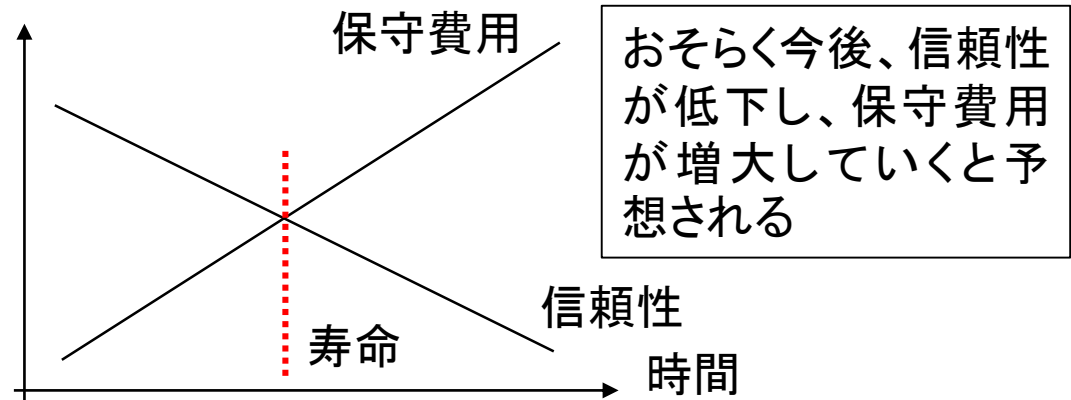 保守費用
おそらく今後、信頼性
が低下し、保守費用
が増大していくと予
想される
信頼性
寿命
時間